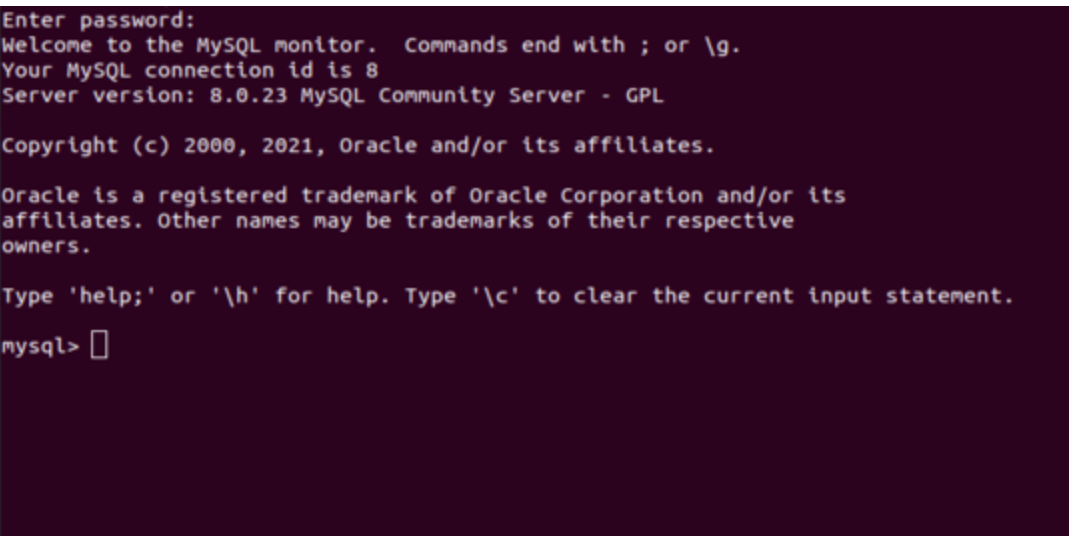 Enter password:
Welcome to the MySQL monitor.  Commands end with ; or \g.
Your MySQL connection id is 8
Server version: 8.0.23 MySQL Community Server - GPL
Copyright (c) 2000, 2021, Oracle and/or its affiliates.
Oracle is a registered trademark of Oracle Corporation and/or its
affiliates. Other names may be trademarks of their respective
owners.
Type 'help;' or '\h' for help. Type '\c' to clear the current input statement.
mysql>